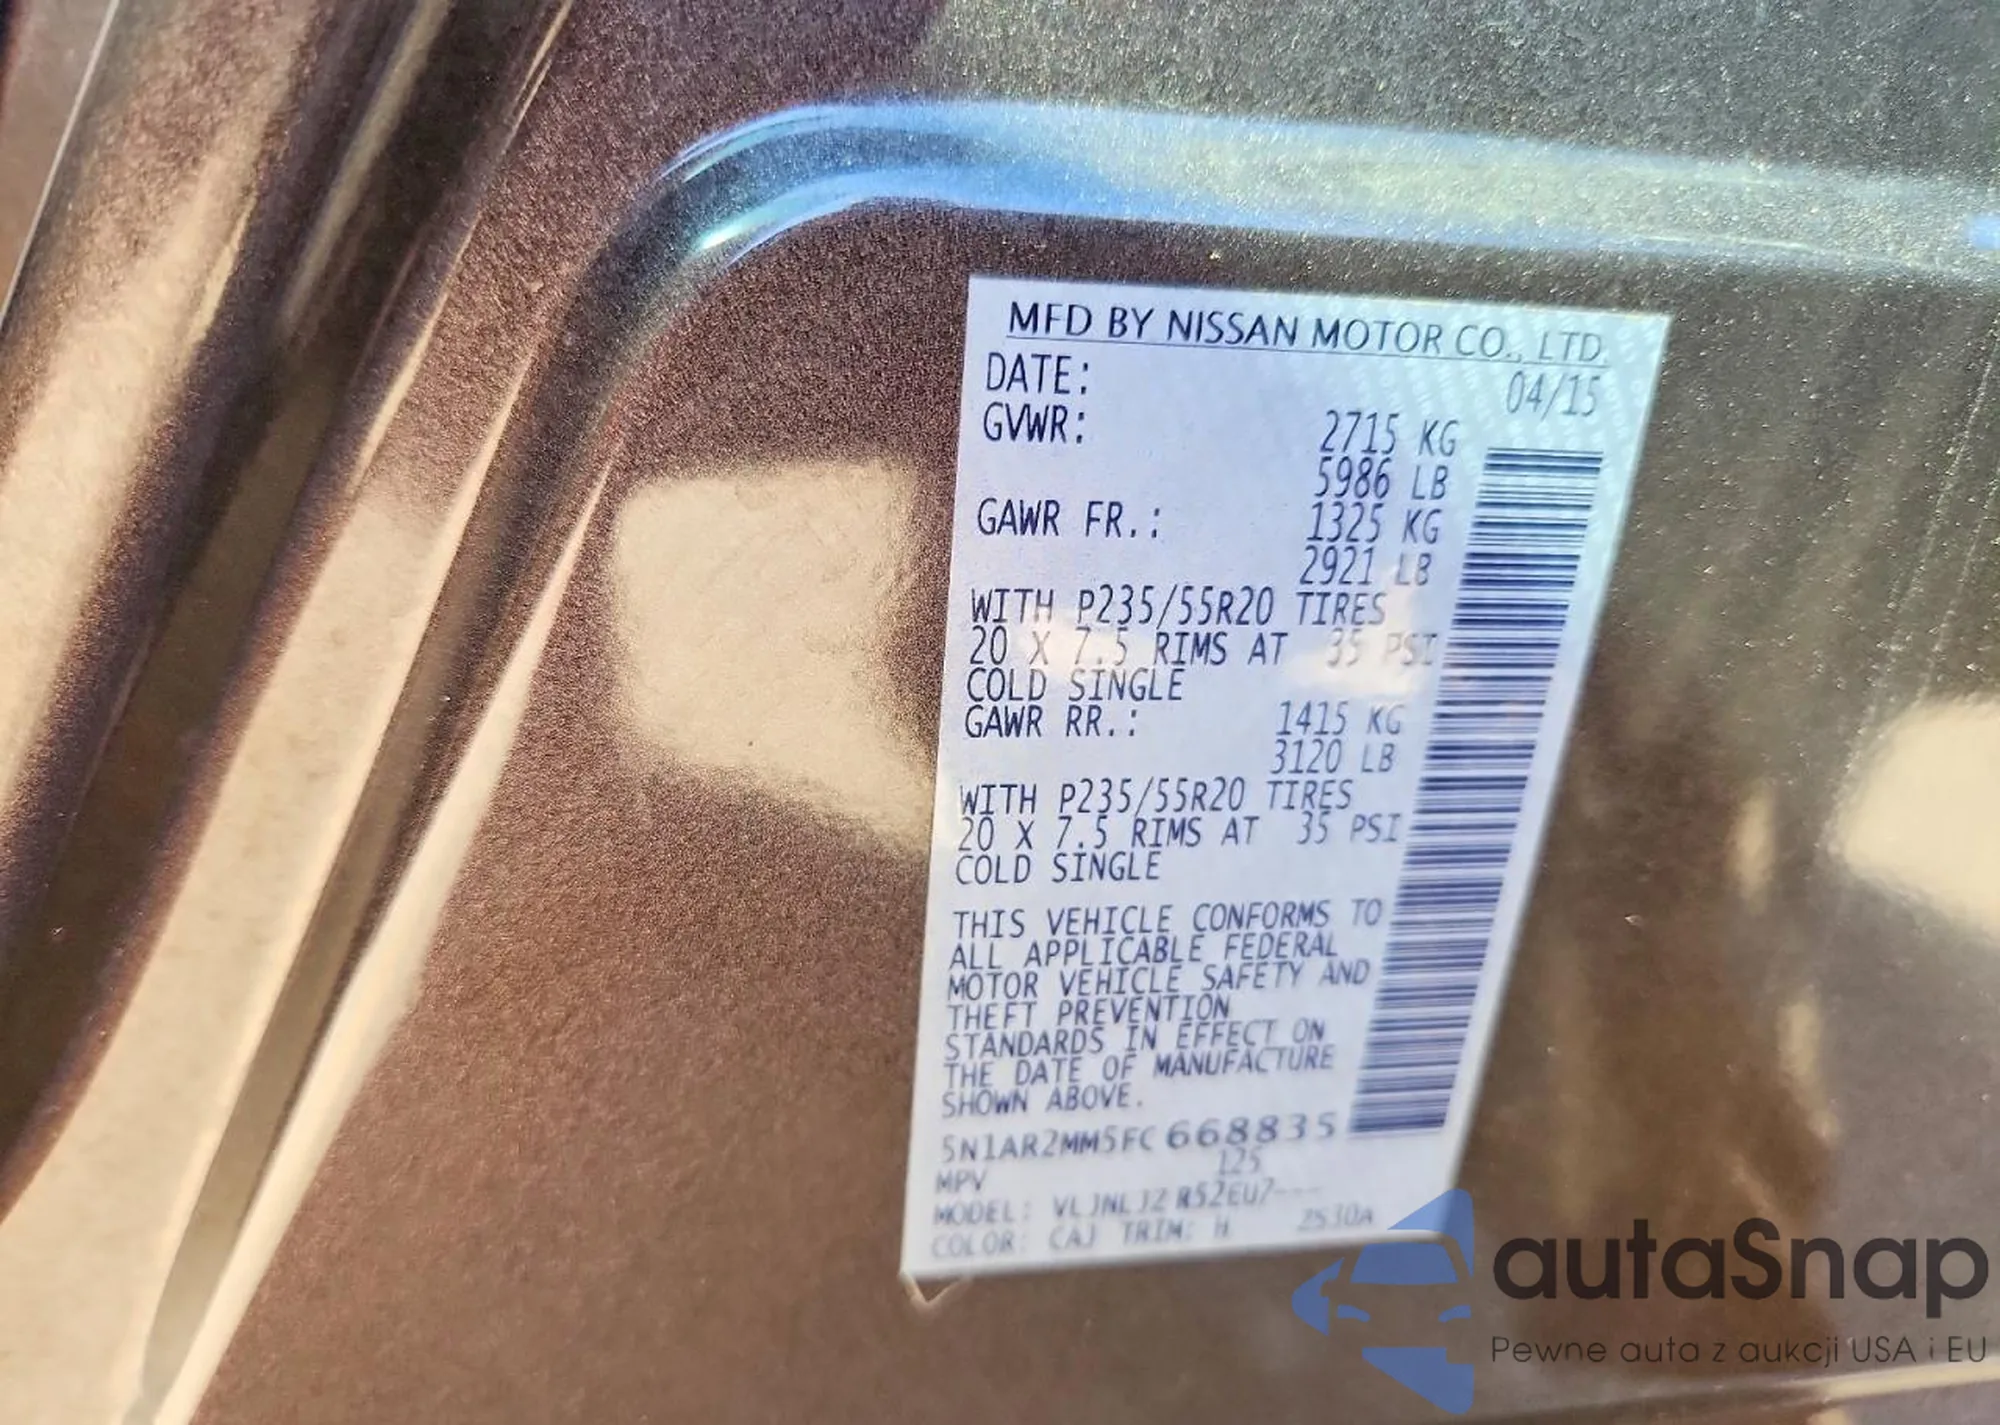 MFD BY NISSAN MOTOR CO., LTD.
DATE: 04/15
GVWR: 2715 KG
5986 LB
GAWR FR.: 1325 KG
2921 LB
WITH P235/55R20 TIRES
20 X 7.5 RIMS AT 35 PSI
COLD SINGLE
GAWR RR.: 1415 KG
3120 LB
WITH P235/55R20 TIRES
20 X 7.5 RIMS AT 35 PSI
COLD SINGLE
THIS VEHICLE CONFORMS TO
ALL APPLICABLE FEDERAL
MOTOR VEHICLE SAFETY AND
THEFT PREVENTION
STANDARDS IN EFFECT ON
THE DATE OF MANUFACTURE
SHOWN ABOVE.
5N1AR2MM5FC668835
MPV 125
MODEL:
COLOR: CAJ TRIM: H
autaSnap
Pewne auta z aukcji USA i EU